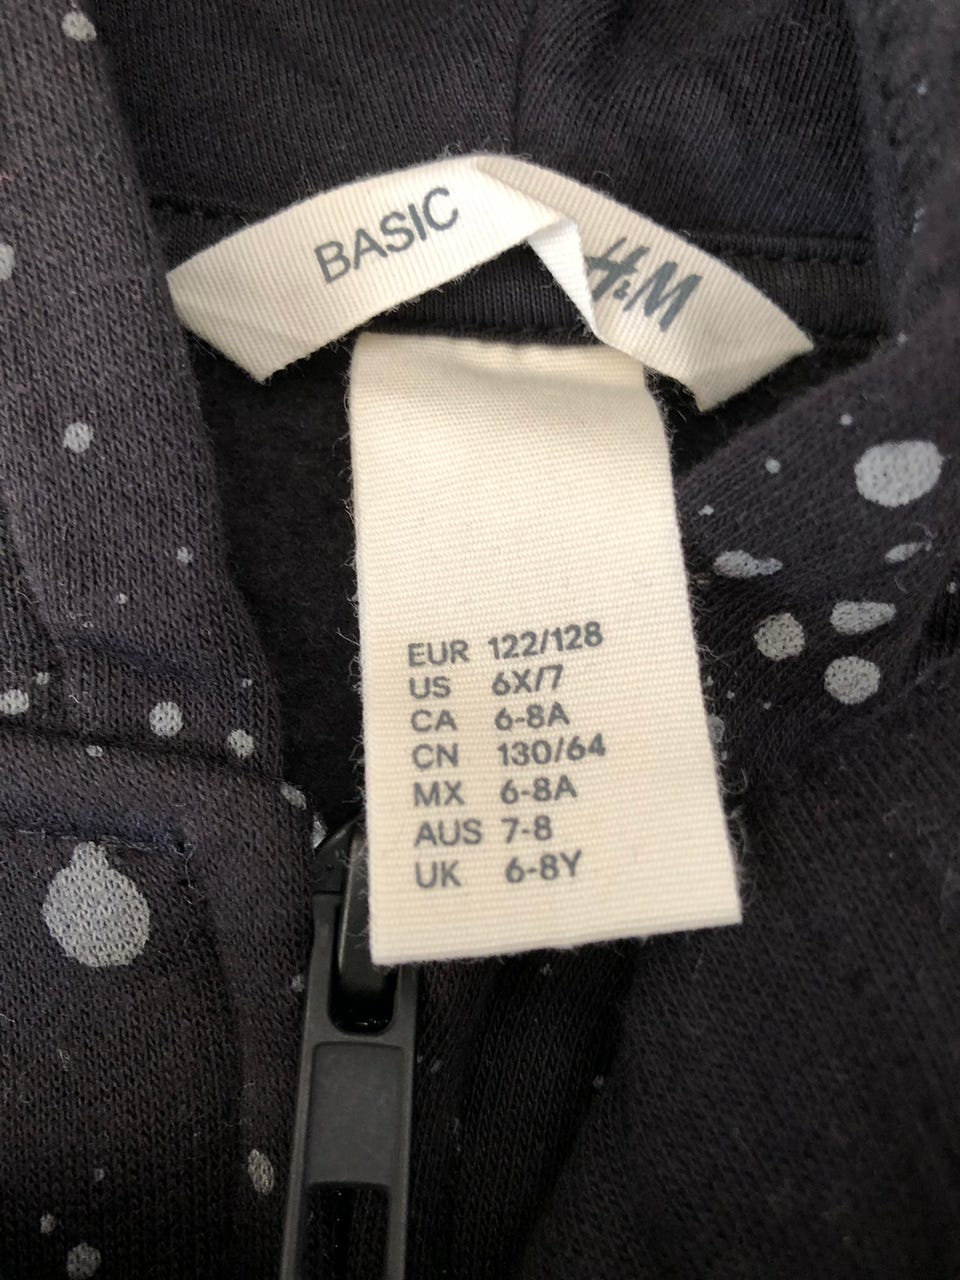 BASIC
H&M
EUR 122/128
US 6X/7
CA 6-8A
CN 130/64
MX 6-8A
AUS 7-8
UK 6-8Y